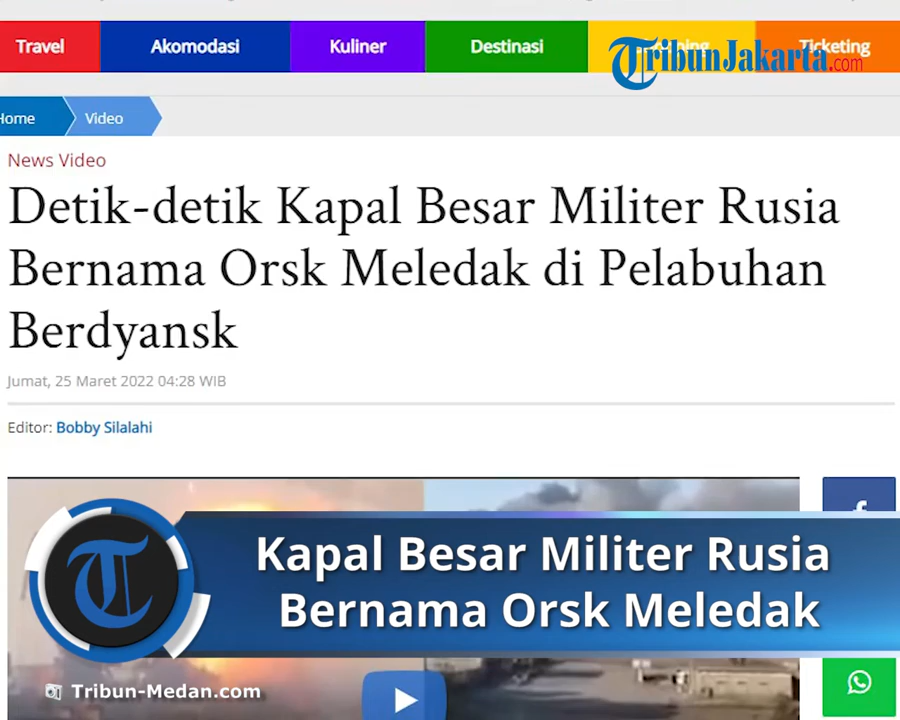 Travel
Akomodasi
Kuliner
Destinasi
TribunJakarta.com
Ticketing
Home
Video
News Video
Detik-detik Kapal Besar Militer Rusia
Bernama Orsk Meledak di Pelabuhan
Berdyansk
Jumat, 25 Maret 2022 04:28 WIB
Editor: Bobby Silalahi
Kapal Besar Militer Rusia
Bernama Orsk Meledak
Tribun-Medan.com